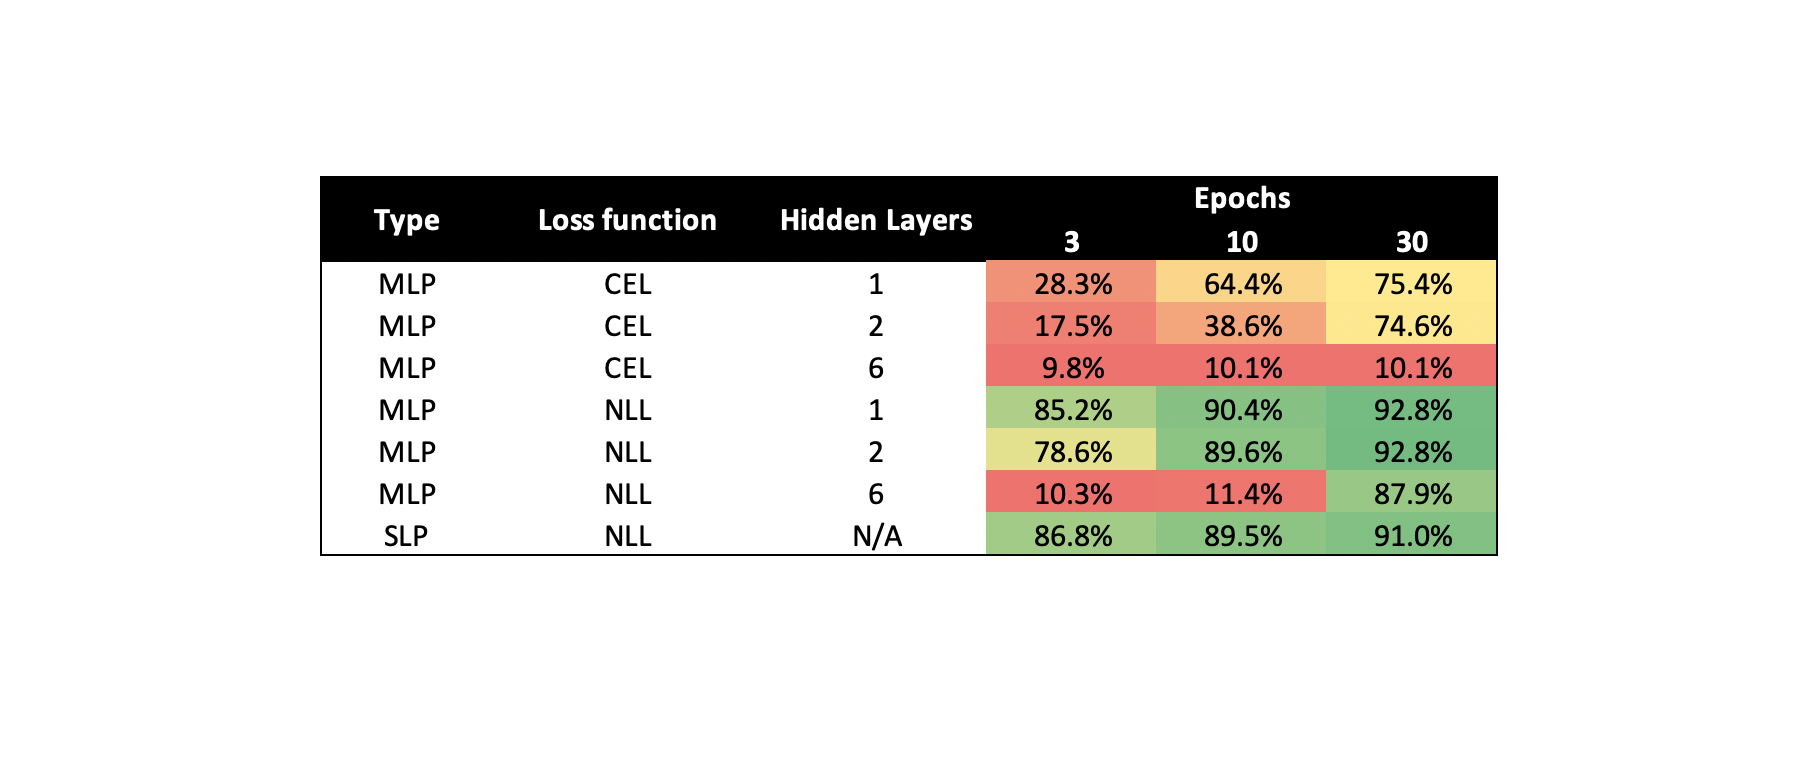 Epochs
Type Loss function Hidden Layers
3 10 30
MLP CEL 1 28.3% 64.4% 75.4%
MLP CEL 2 17.5% 38.6% 74.6%
MLP CEL 6 9.8% 10.1% 10.1%
MLP NLL 1 85.2% 90.4% 92.8%
MLP NLL 2 78.6% 89.6% 92.8%
MLP NLL 6 10.3% 11.4% 87.9%
SLP NLL N/A 86.8% 89.5% 91.0%